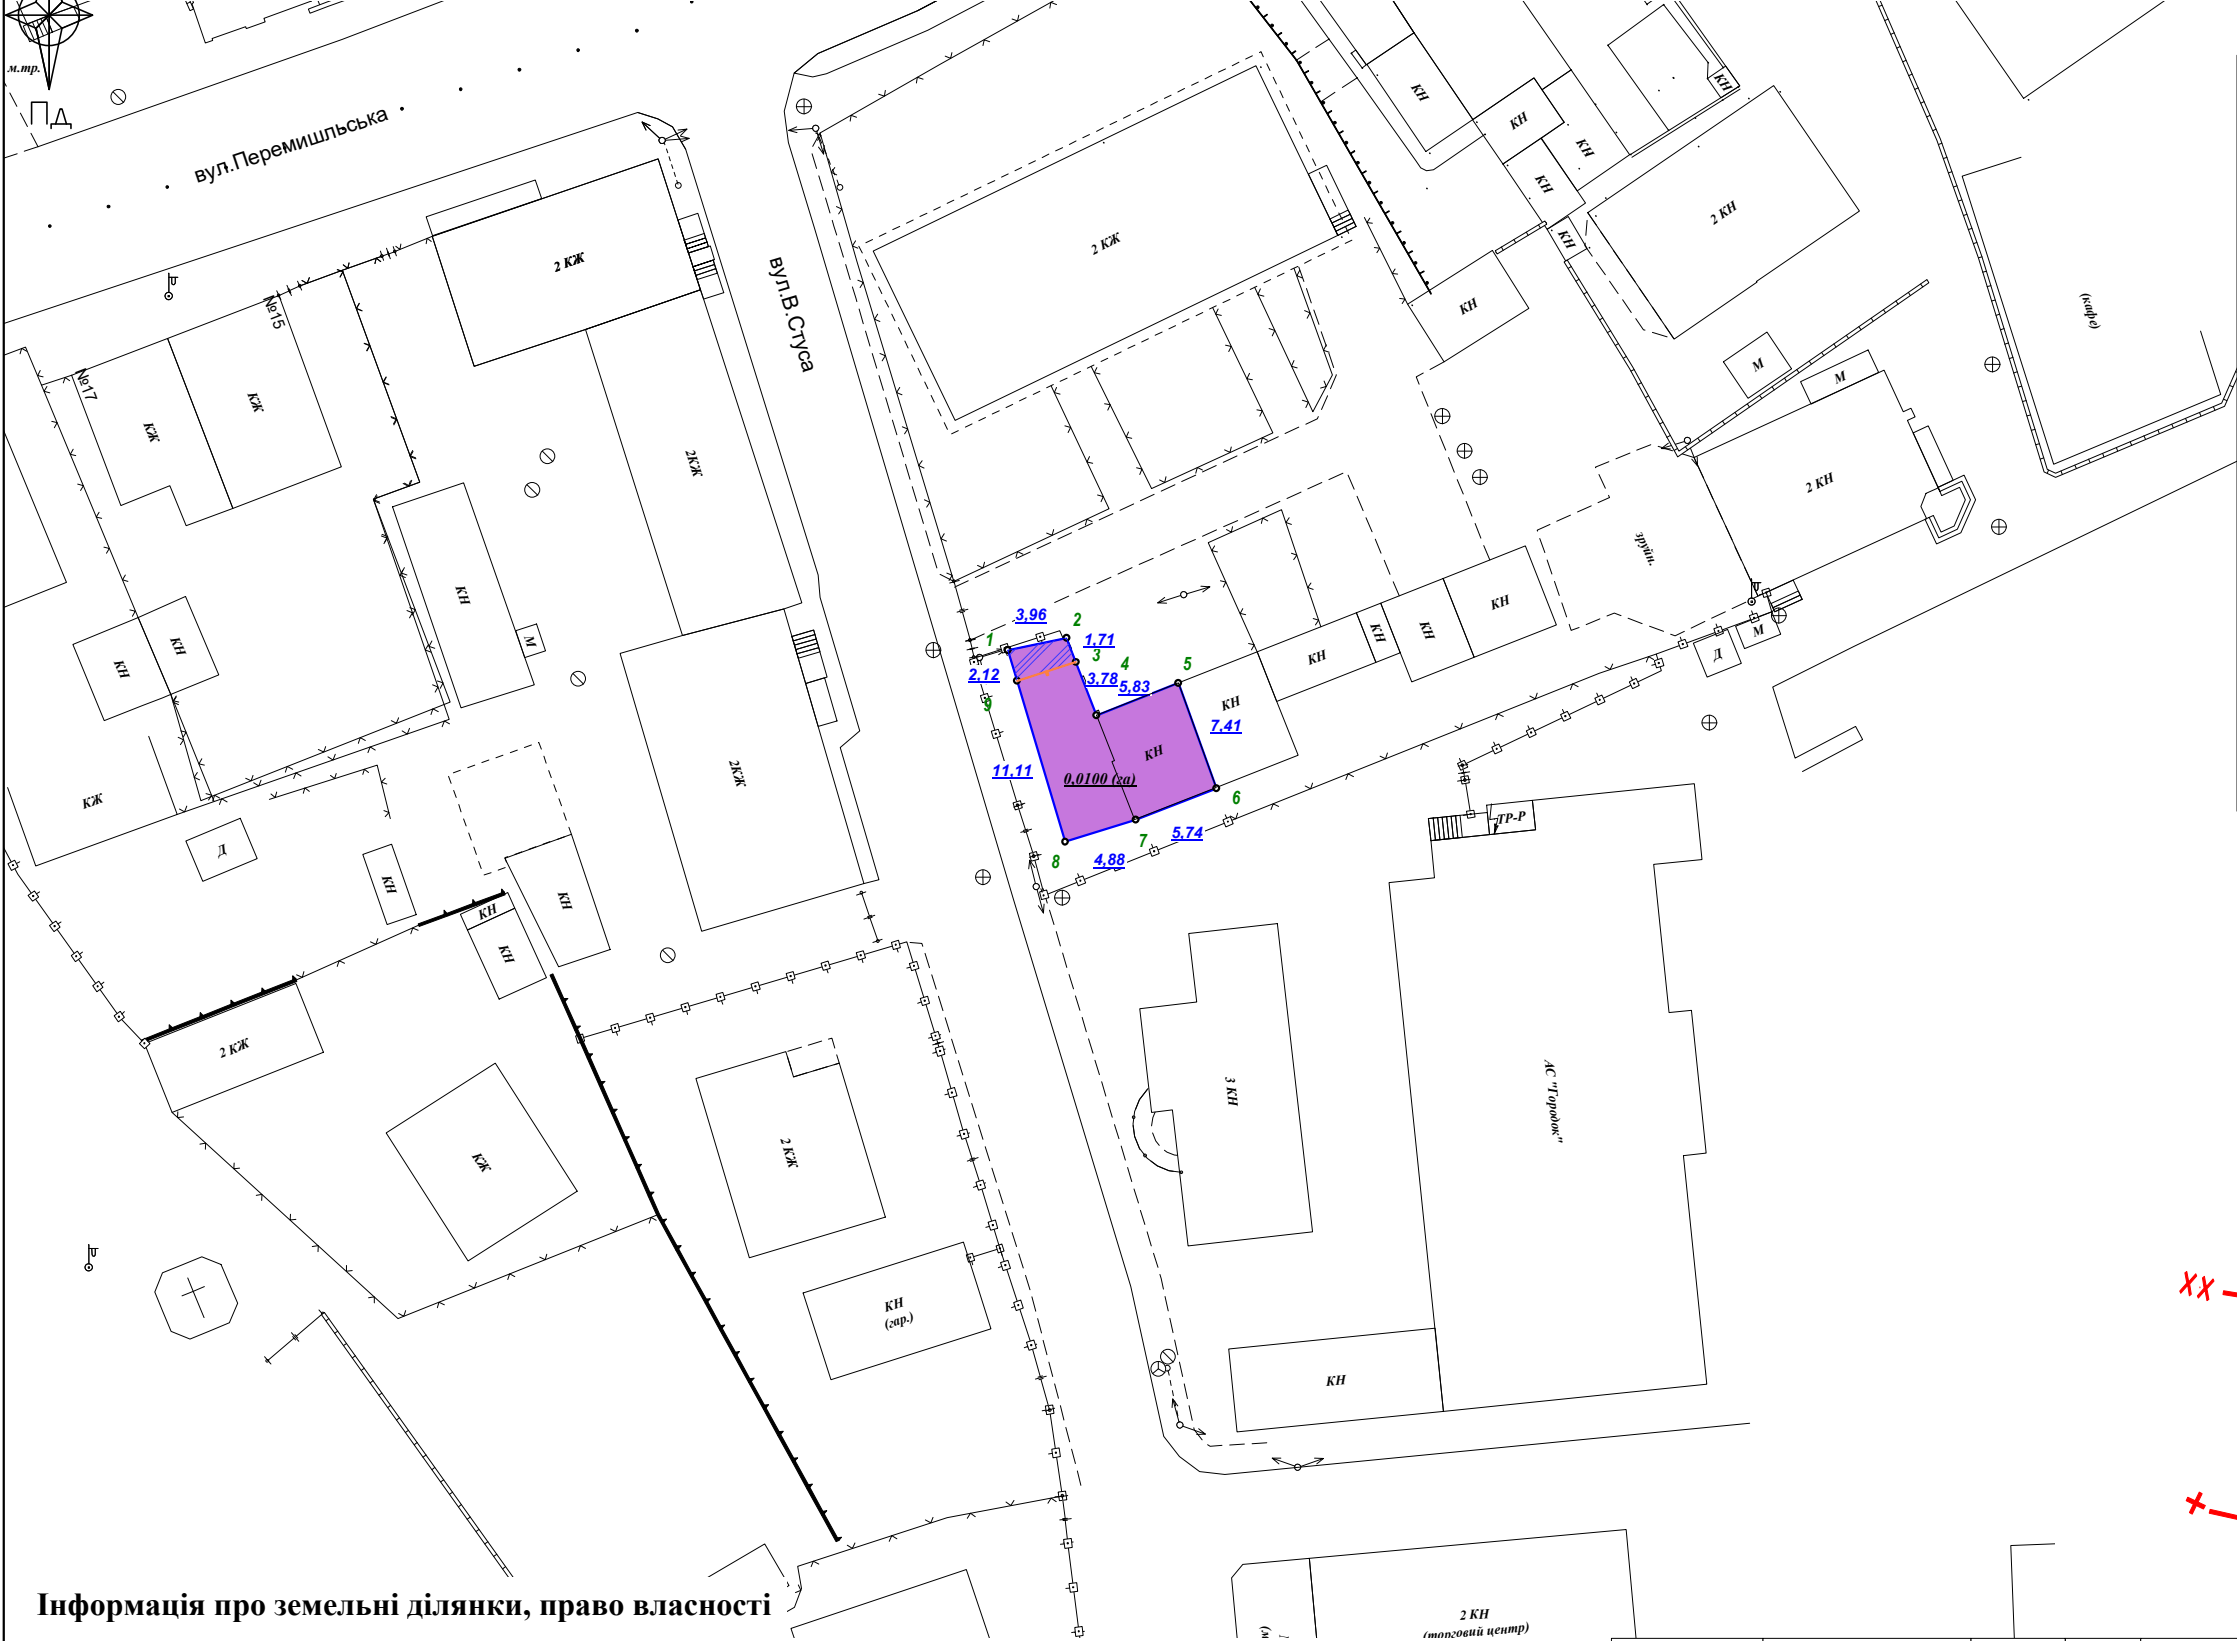 м.тр.
Пд
вул.Перемишльська
вул.В.Стуса
№15
№17
2 КЖ
КЖ
КЖ
2КЖ
КН
М
КН
КН
КЖ
Д
КН
КН
КН
КН
2КЖ
2 КЖ
КЖ
2 КЖ
КН
(гар.)
2 КЖ
КН
КН
КН
КН
КН
КН
КН
2 КН
М
М
(кафе)
2 КН
зруйн.
КН
КН
КН
КН
КН
М
Д
3,96
2
1
1,71
3
4
5
2,12
3,78
5,83
9
7,41
КН
11,11
0,0100 (га)
6
7
5,74
8
4,88
ТР-Р
3 КН
АС "Городок"
КН
ХХ
2 КН
(торговий центр)
Інформація про земельні ділянки, право власності